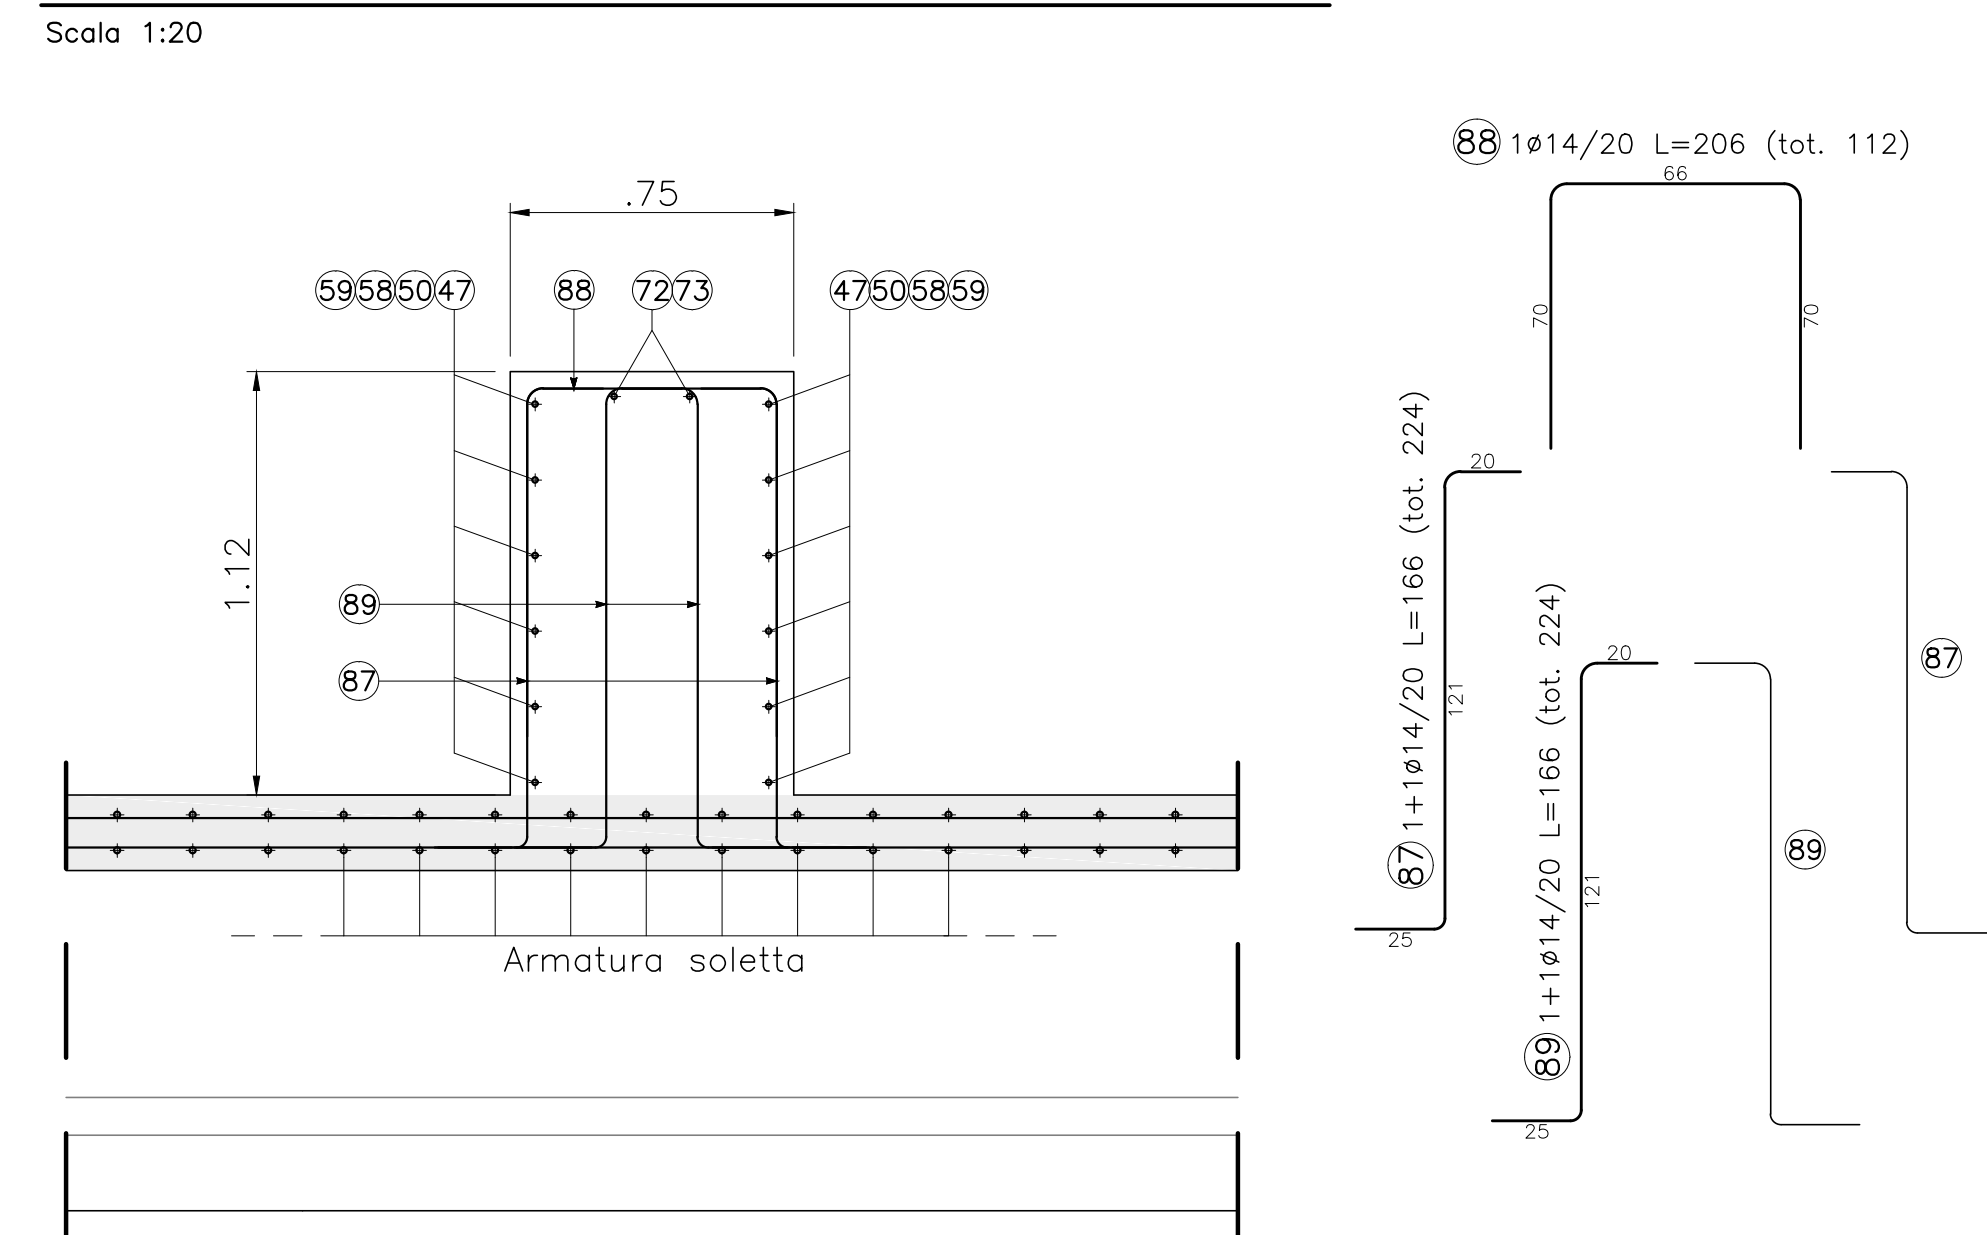 Scala 1:20
88 1ø14/20 L=206 (tot. 112)
66
70
70
.75
59 58 50 47
88
72 73
47 50 58 59
1.12
89
87
Armatura soletta
87 1+1ø14/20 L=166 (tot. 224)
20
121
25
87
89 1+1ø14/20 L=166 (tot. 224)
20
121
25
89